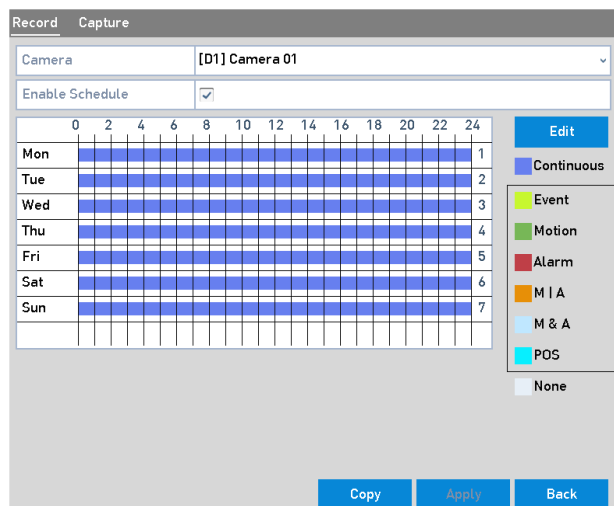 Record Capture
Camera [D1] Camera 01
Enable Schedule
0 2 4 6 8 10 12 14 16 18 20 22 24
Edit
Mon 1
Continuous
Tue 2
Wed 3
Event
Thu 4
Motion
Fri 5
Alarm
Sat 6
M | A
Sun 7
M & A
POS
None
Copy Apply Back